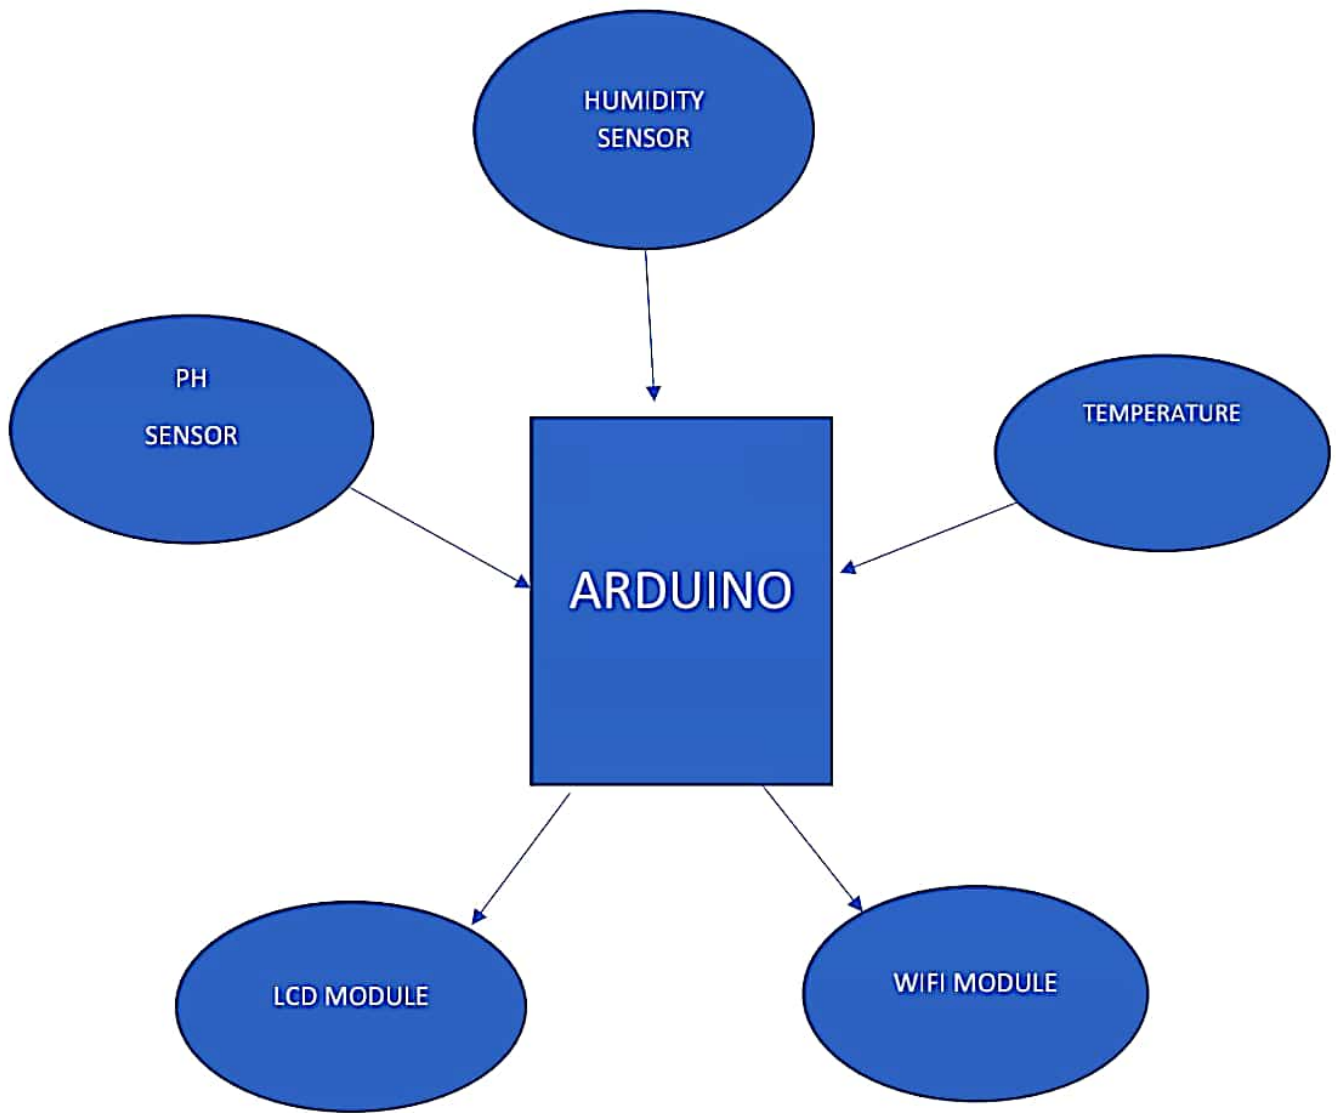 HUMIDITY
SENSOR
PH
SENSOR
TEMPERATURE
ARDUINO
LCD MODULE
WIFI MODULE